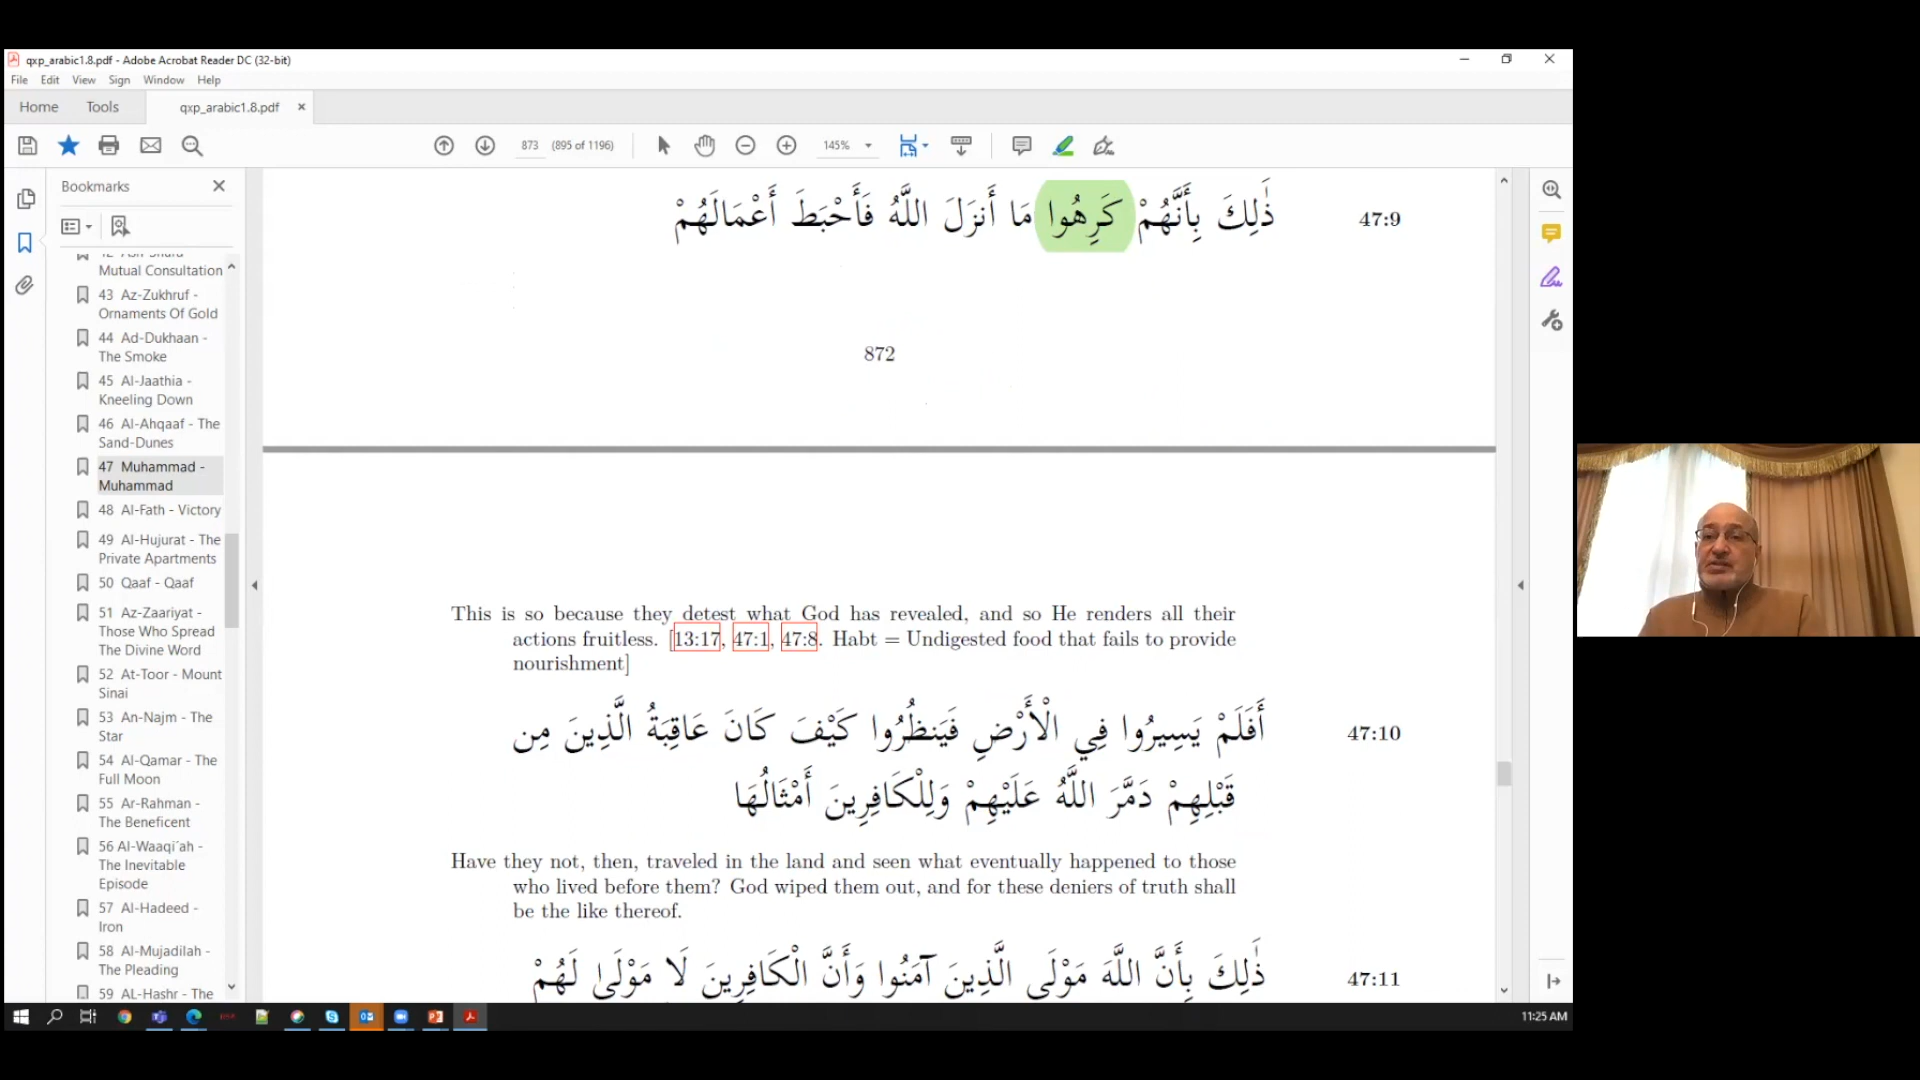 qxp_arabic1.8.pdf - Adobe Acrobat Reader DC (32-bit)
File Edit View Window Sign Help
Home Tools qxp_arabic1.8.pdf
873 (895 of 1196) 145%
Bookmarks
Mutual Consultation
43 Az-Zukhruf -
Ornaments Of Gold
44 Ad-Dukhaan -
The Smoke
45 Al-Jaathia -
Kneeling Down
46 Al-Ahqaaf - The
Sand-Dunes
47 Muhammad -
Muhammad
48 Al-Fath - Victory
49 Al-Hujurat - The
Private Apartments
50 Qaaf - Qaaf
51 Az-Zaariyat -
Those Who Spread
The Divine Word
52 At-Toor - Mount
Sinai
53 An-Najm - The
Star
54 Al-Qamar - The
Full Moon
55 Ar-Rahman -
The Beneficent
56 Al-Waaqi´ah -
The Inevitable
Episode
57 Al-Hadeed -
Iron
58 Al-Mujadilah -
The Pleading
59 AL-Hashr - The
ذَٰلِكَ بِأَنَّهُمْ كَرِهُوا مَا أَنزَلَ اللَّهُ فَأَحْبَطَ أَعْمَالَهُمْ 47:9
872
This is so because they detest what God has revealed, and so He renders all their
actions fruitless. [13:17, 47:1, 47:8. Habt = Undigested food that fails to provide
nourishment]
أَفَلَمْ يَسِيرُوا فِي الْأَرْضِ فَيَنظُرُوا كَيْفَ كَانَ عَاقِبَةُ الَّذِينَ مِن 47:10
قَبْلِهِمْ دَمَّرَ اللَّهُ عَلَيْهِمْ وَلِلْكَافِرِينَ أَمْثَالُهَا
Have they not, then, traveled in the land and seen what eventually happened to those
who lived before them? God wiped them out, and for these deniers of truth shall
be the like thereof.
ذَٰلِكَ بِأَنَّ اللَّهَ مَوْلَى الَّذِينَ آمَنُوا وَأَنَّ الْكَافِرِينَ لَا مَوْلَىٰ لَهُمْ 47:11
11:25 AM